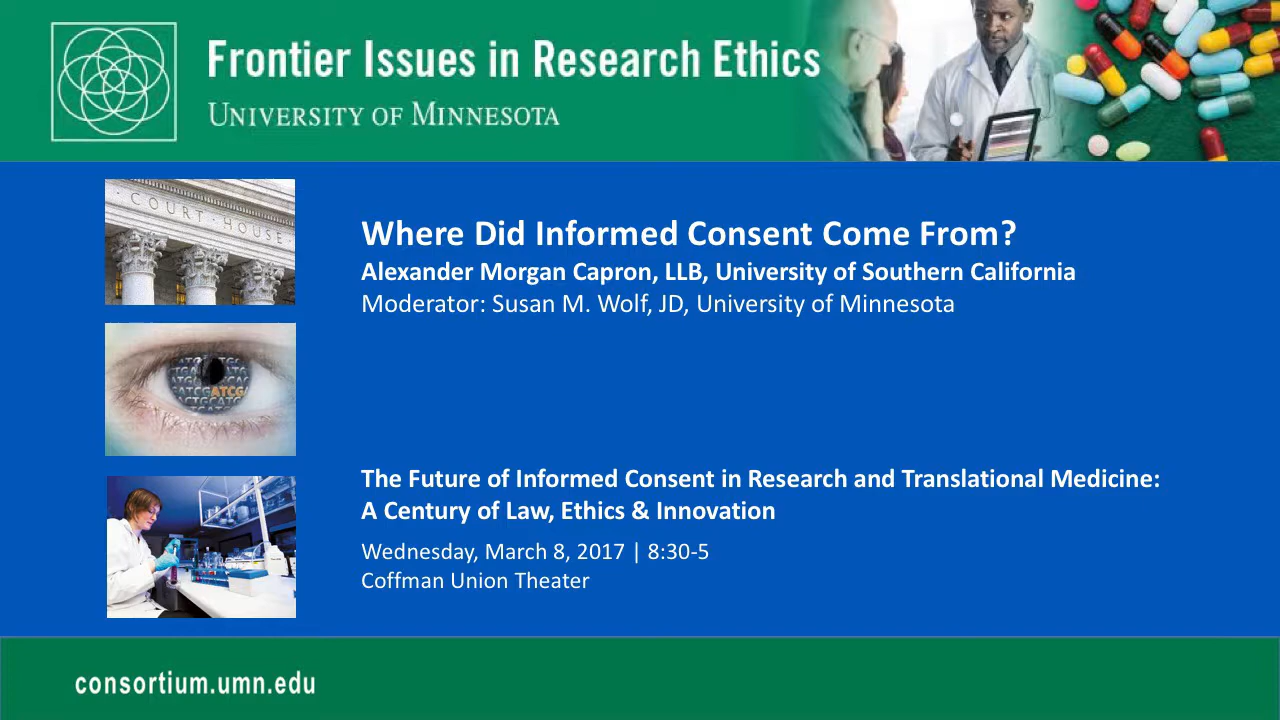 Frontier Issues in Research Ethics
UNIVERSITY OF MINNESOTA
COURT HOUSE
Where Did Informed Consent Come From?
Alexander Morgan Capron, LLB, University of Southern California
Moderator: Susan M. Wolf, JD, University of Minnesota
The Future of Informed Consent in Research and Translational Medicine:
A Century of Law, Ethics & Innovation
Wednesday, March 8, 2017 | 8:30-5
Coffman Union Theater
consortium.umn.edu